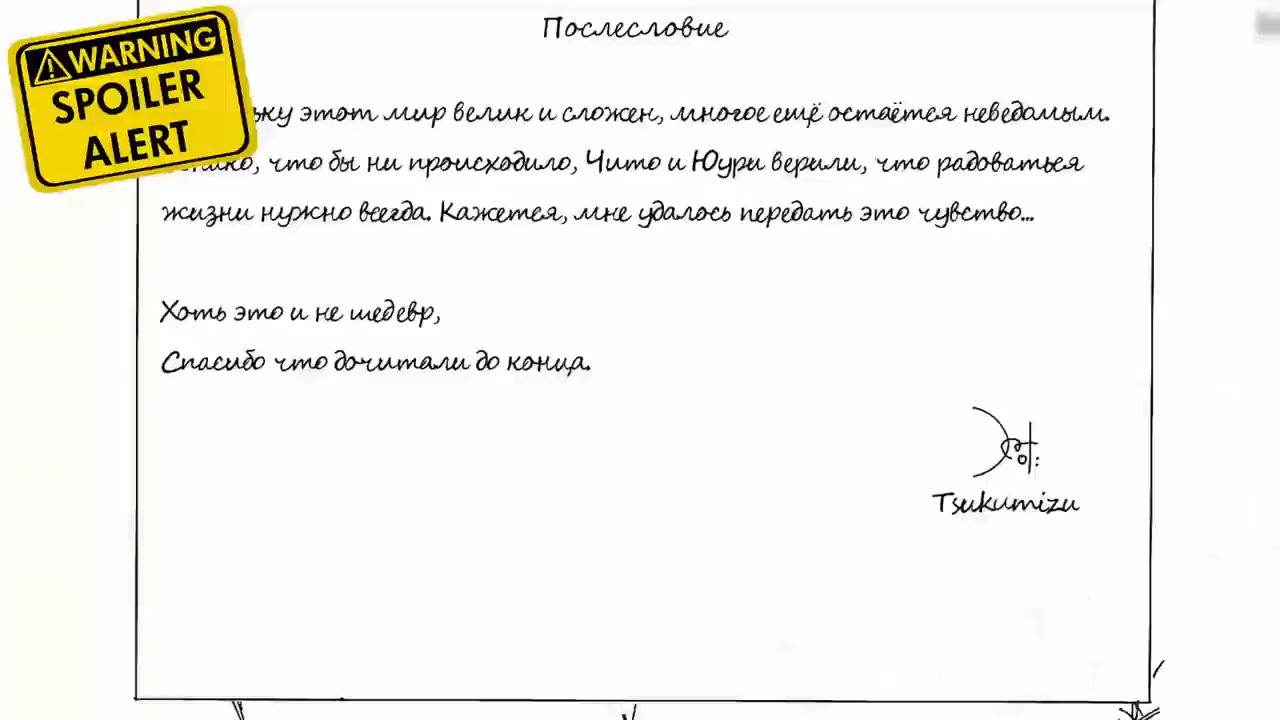 Послесловие
WARNING
SPOILER
ALERT
этот мир велик и сложен, многое ещё остаётся неведомым.
что бы ни происходило, Чито и Юури верили, что радоваться
жизни нужно всегда. Кажется, мне удалось передать это чувство...
Хоть это и не шедевр,
Спасибо что дочитали до конца.
Tsukumizu